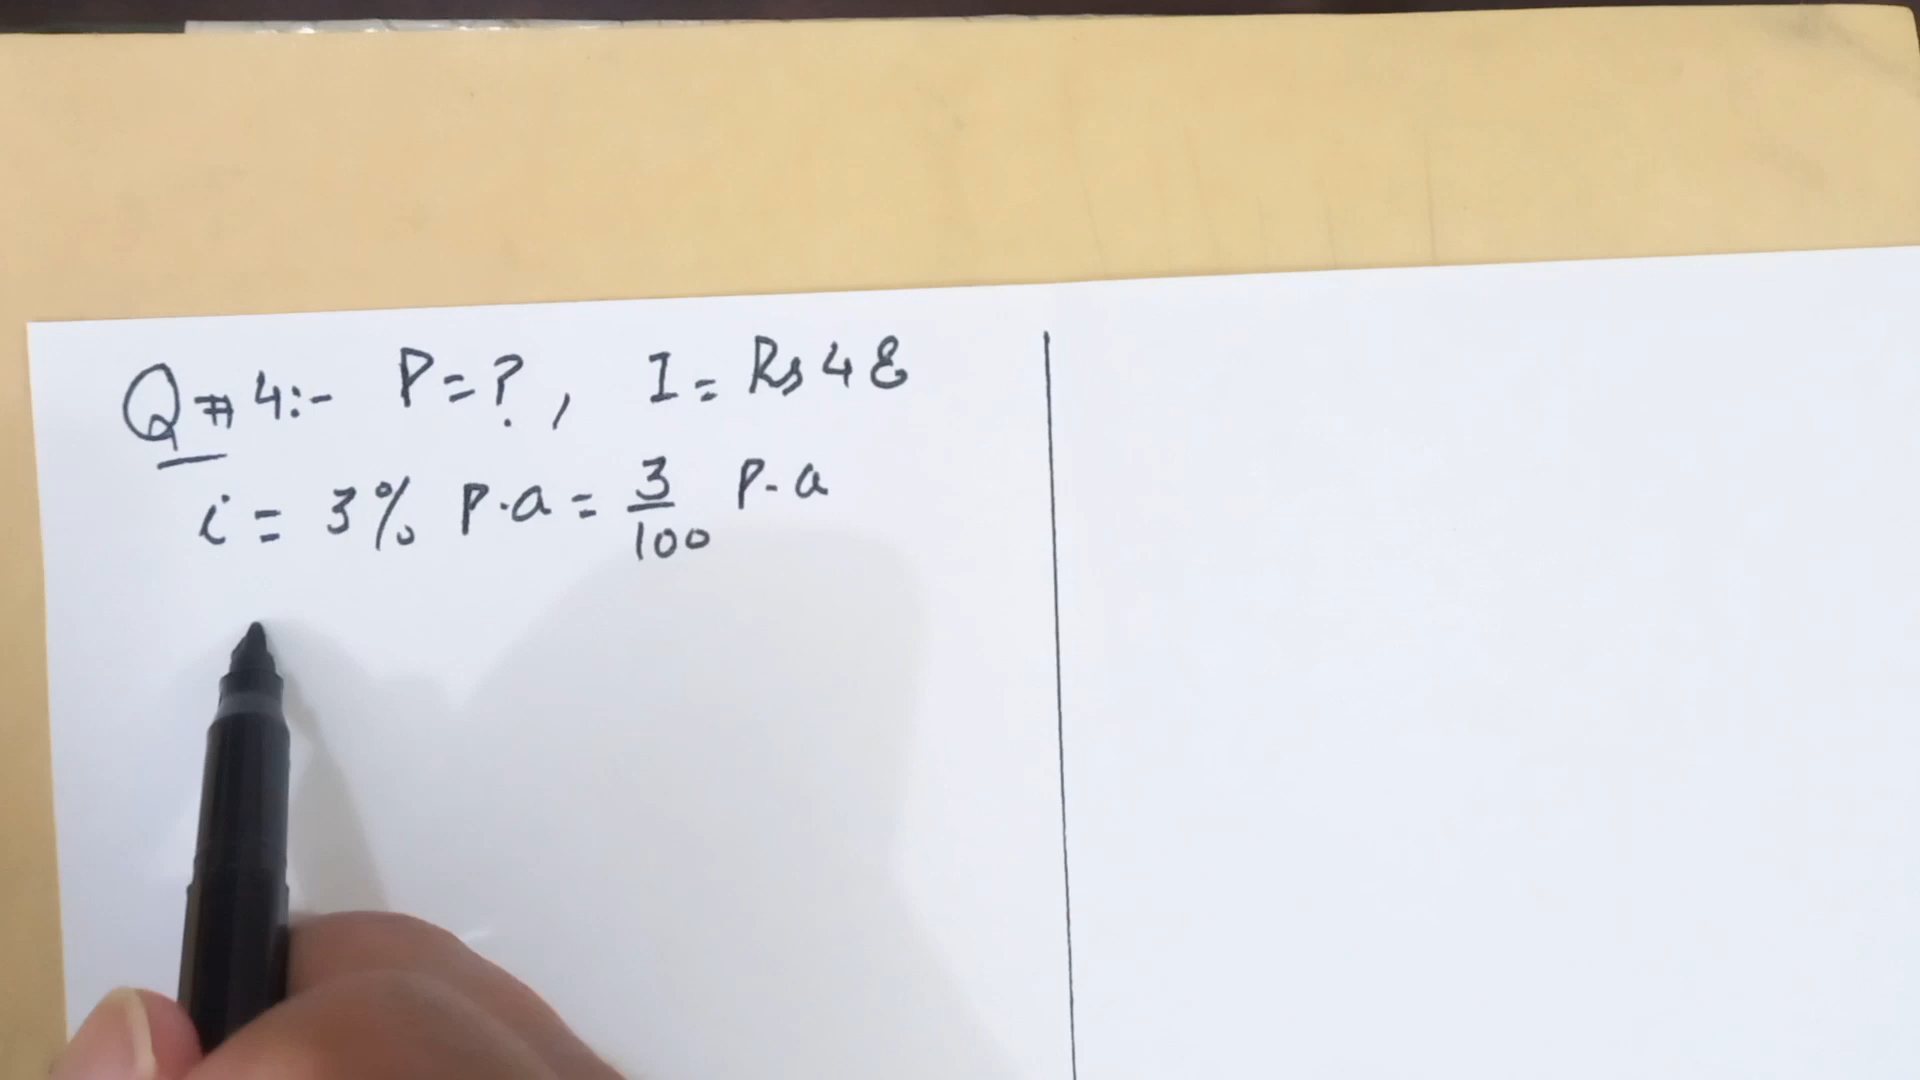 Q#4:- P=?, I= Rs 48
i = 3% P.a = 3/100 P.a